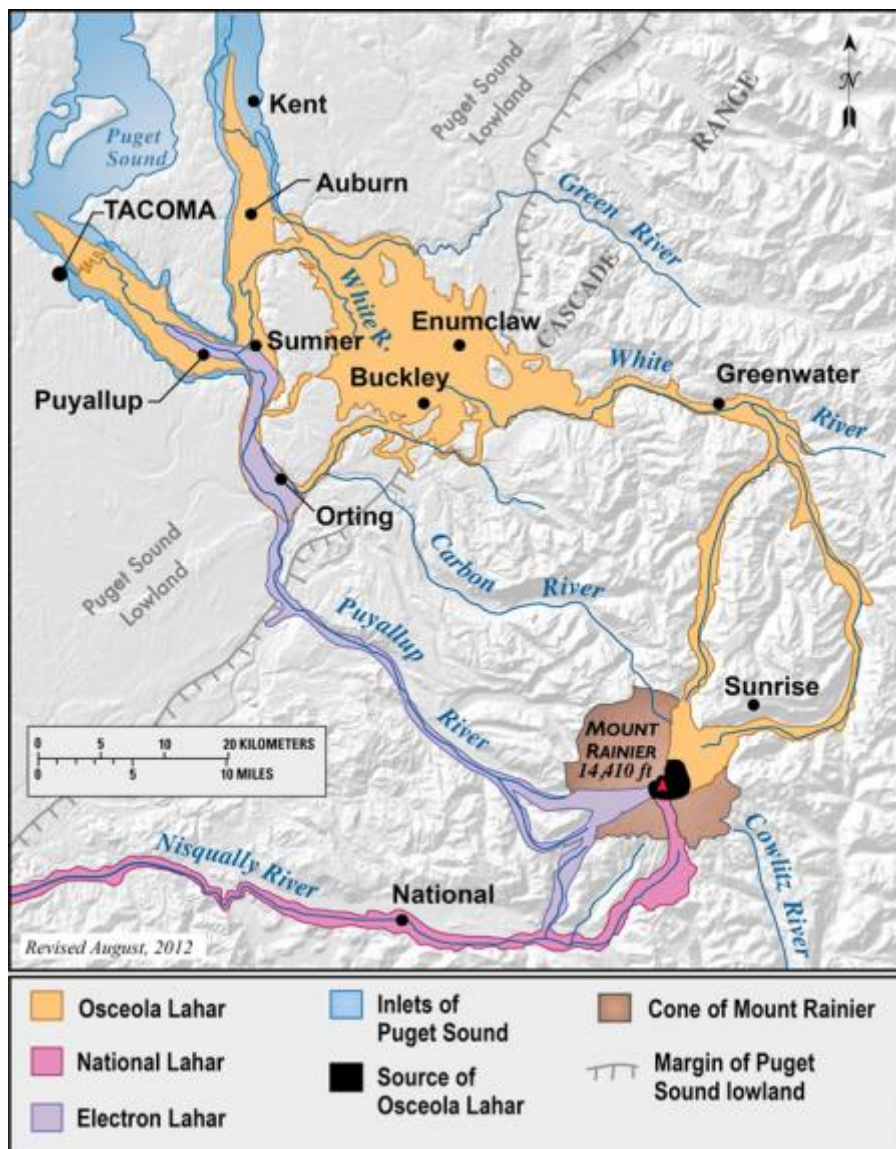 Kent
Puget Sound
Lowland
RANGE
N
Puget
Sound
Auburn
TACOMA
Green River
CASCADE
White R.
Enumclaw
Sumner
White
Greenwater
Buckley
Puyallup
River
Orting
Puget Sound
Lowland
Carbon River
Puyallup
River
Sunrise
MOUNT
RAINIER
14,410 ft
0 5 10 20 KILOMETERS
0 5 10 MILES
Cowlitz River
Nisqually River
National
Revised August, 2012
Osceola Lahar
National Lahar
Electron Lahar
Inlets of
Puget Sound
Source of
Osceola Lahar
Cone of Mount Rainier
Margin of Puget
Sound lowland